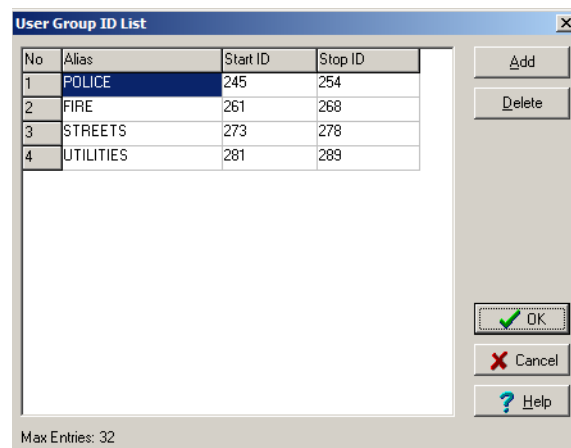 User Group ID List
No Alias Start ID Stop ID
1 POLICE 245 254
2 FIRE 261 268
3 STREETS 273 278
4 UTILITIES 281 289
Add
Delete
OK
Cancel
Help
Max Entries: 32